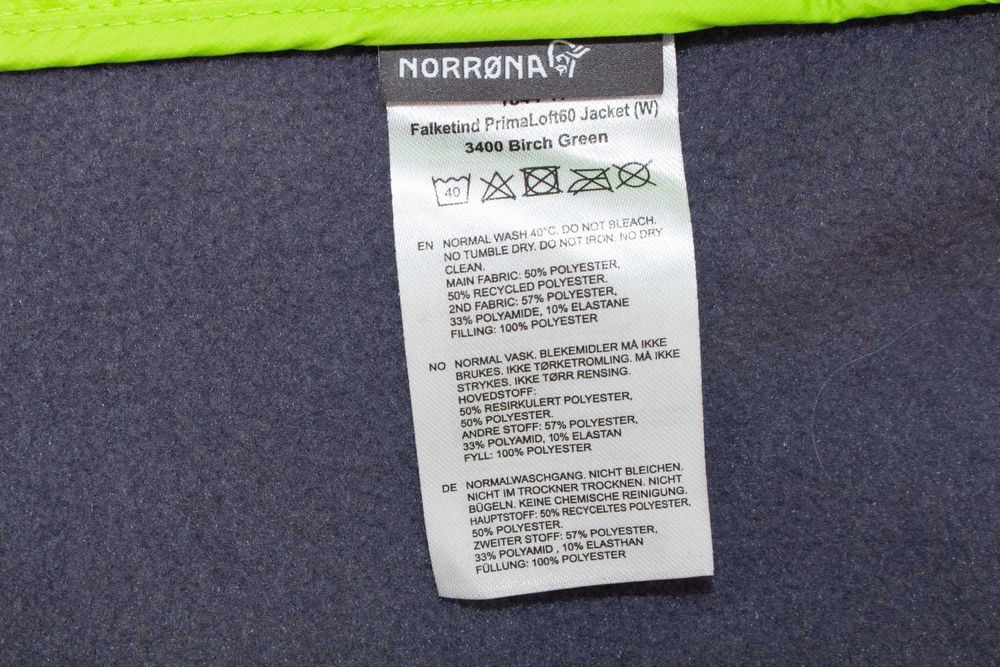 NORRØNA
Falketind PrimaLoft60 Jacket (W)
3400 Birch Green
40
EN NORMAL WASH 40°C. DO NOT BLEACH.
NO TUMBLE DRY. DO NOT IRON. NO DRY
CLEAN.
MAIN FABRIC: 50% POLYESTER,
50% RECYCLED POLYESTER.
2ND FABRIC: 57% POLYESTER,
33% POLYAMIDE, 10% ELASTANE
FILLING: 100% POLYESTER
NO NORMAL VASK. BLEKEMIDLER MÅ IKKE
BRUKES. IKKE TØRKETROMLING. MÅ IKKE
STRYKES. IKKE TØRR RENSING.
HOVEDSTOFF:
50% RESIRKULERT POLYESTER,
50% POLYESTER.
ANDRE STOFF: 57% POLYESTER,
33% POLYAMID, 10% ELASTAN
FYLL: 100% POLYESTER
DE NORMALWASCHGANG. NICHT BLEICHEN.
NICHT IM TROCKNER TROCKNEN. NICHT
BÜGELN. KEINE CHEMISCHE REINIGUNG.
HAUPTSTOFF: 50% RECYCELTES POLYESTER,
50% POLYESTER.
ZWEITER STOFF: 57% POLYESTER,
33% POLYAMID , 10% ELASTHAN
FÜLLUNG: 100% POLYESTER